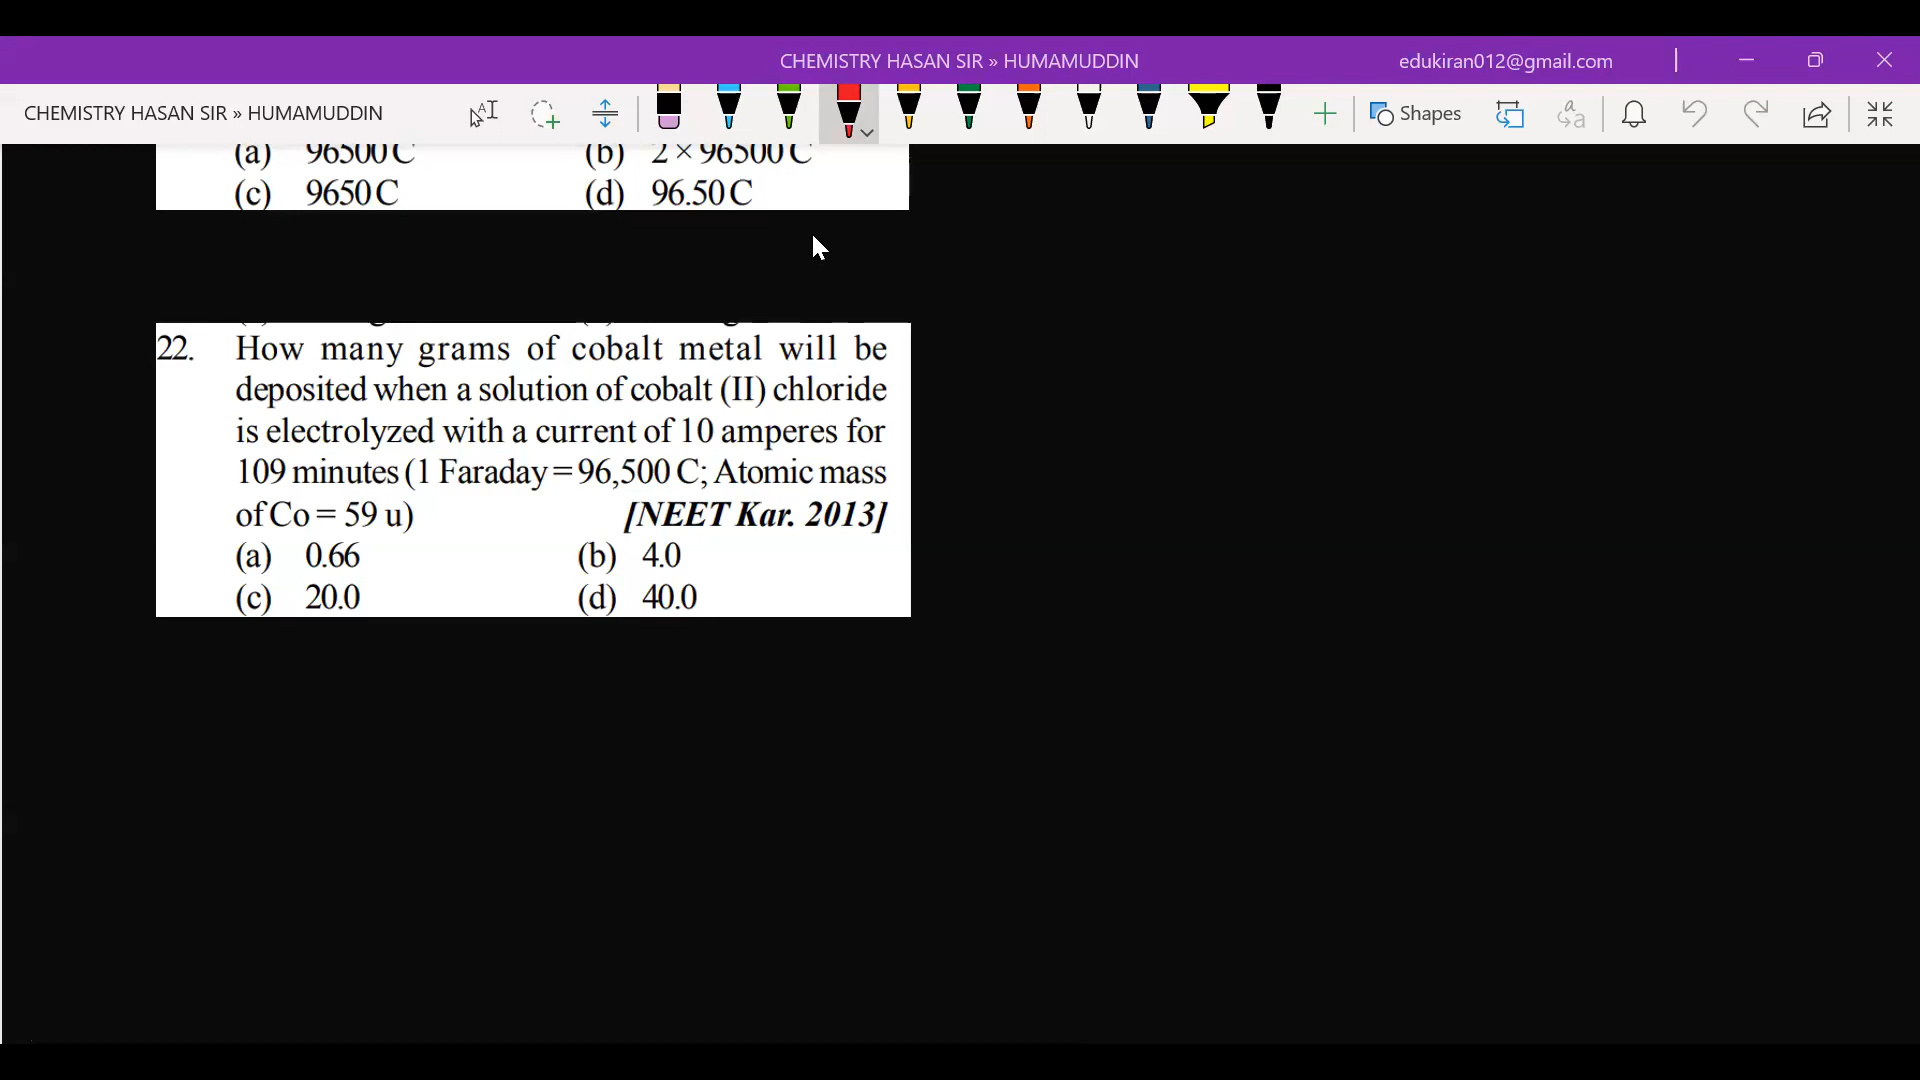 CHEMISTRY HASAN SIR » HUMAMUDDIN
edukiran012@gmail.com
CHEMISTRY HASAN SIR » HUMAMUDDIN
Shapes
(a) 96500 C (b) 2 × 96500 C
(c) 9650 C (d) 96.50 C
22. How many grams of cobalt metal will be
deposited when a solution of cobalt (II) chloride
is electrolyzed with a current of 10 amperes for
109 minutes (1 Faraday = 96,500 C; Atomic mass
of Co = 59 u) [NEET Kar. 2013]
(a) 0.66 (b) 4.0
(c) 20.0 (d) 40.0